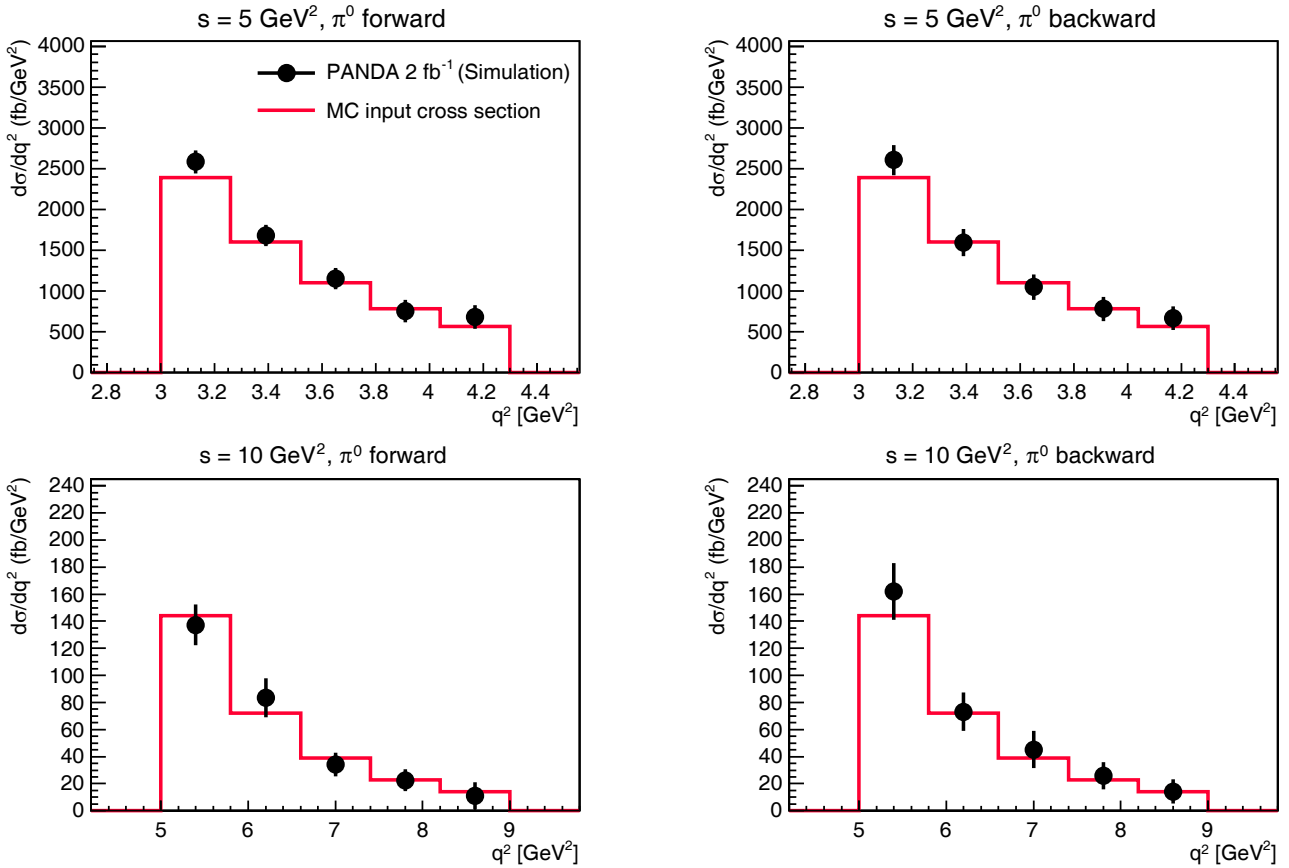 s = 5 GeV², π⁰ forward
dσ/dq² (fb/GeV²)
4000
3500
3000
2500
2000
1500
1000
500
0
PANDA 2 fb⁻¹ (Simulation)
MC input cross section
2.8 3 3.2 3.4 3.6 3.8 4 4.2 4.4
q² [GeV²]
s = 5 GeV², π⁰ backward
dσ/dq² (fb/GeV²)
4000
3500
3000
2500
2000
1500
1000
500
0
2.8 3 3.2 3.4 3.6 3.8 4 4.2 4.4
q² [GeV²]
s = 10 GeV², π⁰ forward
dσ/dq² (fb/GeV²)
240
220
200
180
160
140
120
100
80
60
40
20
0
5 6 7 8 9
q² [GeV²]
s = 10 GeV², π⁰ backward
dσ/dq² (fb/GeV²)
240
220
200
180
160
140
120
100
80
60
40
20
0
5 6 7 8 9
q² [GeV²]